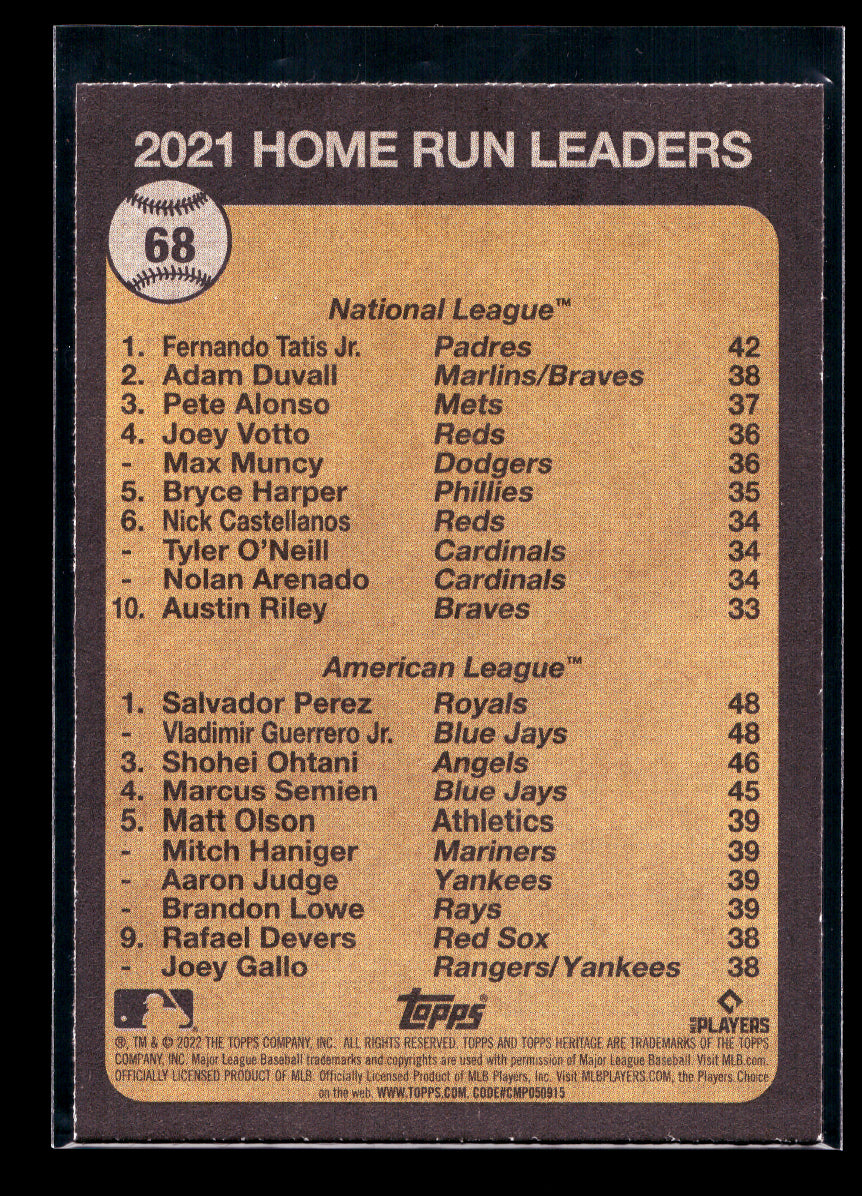 2021 HOME RUN LEADERS
68
National League™
1. Fernando Tatis Jr. Padres 42
2. Adam Duvall Marlins/Braves 38
3. Pete Alonso Mets 37
4. Joey Votto Reds 36
- Max Muncy Dodgers 36
5. Bryce Harper Phillies 35
6. Nick Castellanos Reds 34
- Tyler O'Neill Cardinals 34
- Nolan Arenado Cardinals 34
10. Austin Riley Braves 33
American League™
1. Salvador Perez Royals 48
- Vladimir Guerrero Jr. Blue Jays 48
3. Shohei Ohtani Angels 46
4. Marcus Semien Blue Jays 45
5. Matt Olson Athletics 39
- Mitch Haniger Mariners 39
- Aaron Judge Yankees 39
- Brandon Lowe Rays 39
9. Rafael Devers Red Sox 38
- Joey Gallo Rangers/Yankees 38
topps®
MLB PLAYERS
®, TM & © 2022 THE TOPPS COMPANY, INC. ALL RIGHTS RESERVED. TOPPS AND TOPPS HERITAGE ARE TRADEMARKS OF THE TOPPS
COMPANY, INC. Major League Baseball trademarks and copyrights are used with permission of Major League Baseball. Visit MLB.com.
OFFICIALLY LICENSED PRODUCT OF MLB. Officially Licensed Product of MLB Players, Inc. Visit MLBPLAYERS.COM, the Players Choice
on the web. WWW.TOPPS.COM. CODE#CMP050915